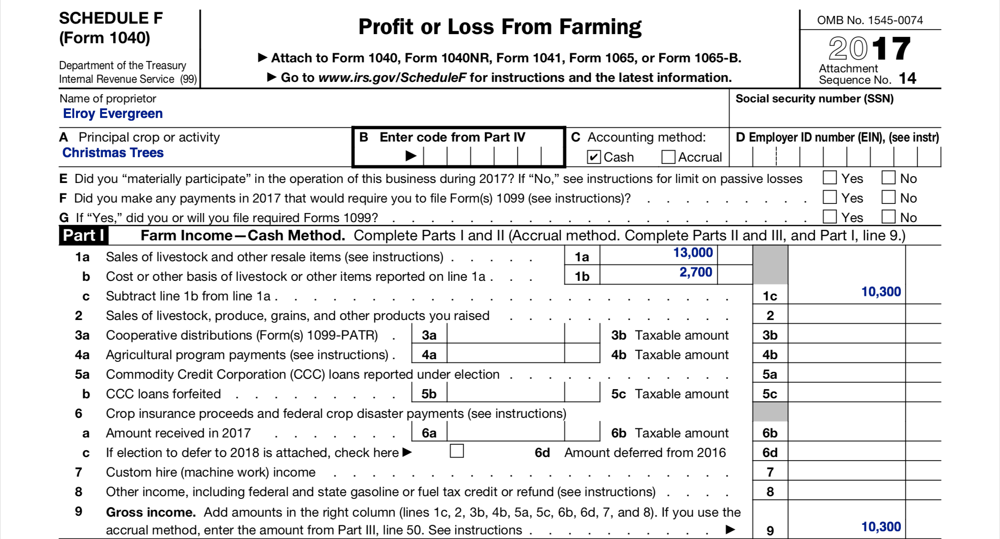 SCHEDULE F
(Form 1040)
Department of the Treasury
Internal Revenue Service (99)
Profit or Loss From Farming
▶ Attach to Form 1040, Form 1040NR, Form 1041, Form 1065, or Form 1065-B.
▶ Go to www.irs.gov/ScheduleF for instructions and the latest information.
OMB No. 1545-0074
2017
Attachment
Sequence No. 14
Name of proprietor
Elroy Evergreen
Social security number (SSN)
A Principal crop or activity
Christmas Trees
B Enter code from Part IV
▶
C Accounting method:
✔ Cash Accrual
D Employer ID number (EIN), (see instr)
E Did you “materially participate” in the operation of this business during 2017? If “No,” see instructions for limit on passive losses Yes No
F Did you make any payments in 2017 that would require you to file Form(s) 1099 (see instructions)? . . . . . . . . . Yes No
G If “Yes,” did you or will you file required Forms 1099? . . . . . . . . . . . . . . . . . . . . . . Yes No
Part I Farm Income—Cash Method. Complete Parts I and II (Accrual method. Complete Parts II and III, and Part I, line 9.)
1a Sales of livestock and other resale items (see instructions) . . . . . 1a 13,000
b Cost or other basis of livestock or other items reported on line 1a . . . 1b 2,700
c Subtract line 1b from line 1a . . . . . . . . . . . . . . . . . . . . . . . . 1c 10,300
2 Sales of livestock, produce, grains, and other products you raised . . . . . . . . . . . . 2
3a Cooperative distributions (Form(s) 1099-PATR) . 3a 3b Taxable amount 3b
4a Agricultural program payments (see instructions) . 4a 4b Taxable amount 4b
5a Commodity Credit Corporation (CCC) loans reported under election . . . . . . . . . . . . 5a
b CCC loans forfeited . . . . . . . . . 5b 5c Taxable amount 5c
6 Crop insurance proceeds and federal crop disaster payments (see instructions)
a Amount received in 2017 . . . . . . . 6a 6b Taxable amount 6b
c If election to defer to 2018 is attached, check here ▶ 6d Amount deferred from 2016 6d
7 Custom hire (machine work) income . . . . . . . . . . . . . . . . . . . . . 7
8 Other income, including federal and state gasoline or fuel tax credit or refund (see instructions) . . . . 8
9 Gross income. Add amounts in the right column (lines 1c, 2, 3b, 4b, 5a, 5c, 6b, 6d, 7, and 8). If you use the
accrual method, enter the amount from Part III, line 50. See instructions . . . . . . . . . . ▶ 9 10,300